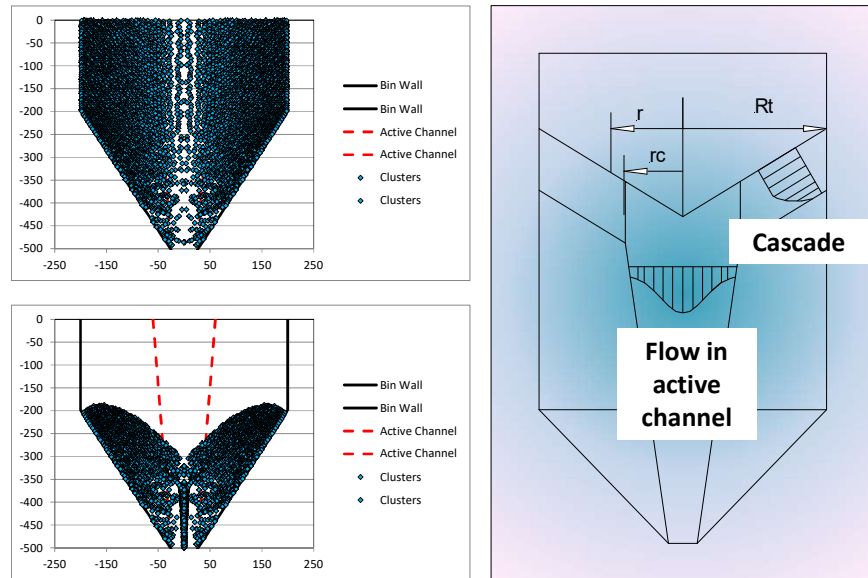 0
-50
-100
-150
-200
-250
-300
-350
-400
-450
-500
-250 -150 -50 50 150 250
Bin Wall
Bin Wall
Active Channel
Active Channel
Clusters
Clusters
0
-50
-100
-150
-200
-250
-300
-350
-400
-450
-500
-250 -150 -50 50 150 250
Bin Wall
Bin Wall
Active Channel
Active Channel
Clusters
Clusters
r
Rt
rc
Cascade
Flow in
active
channel